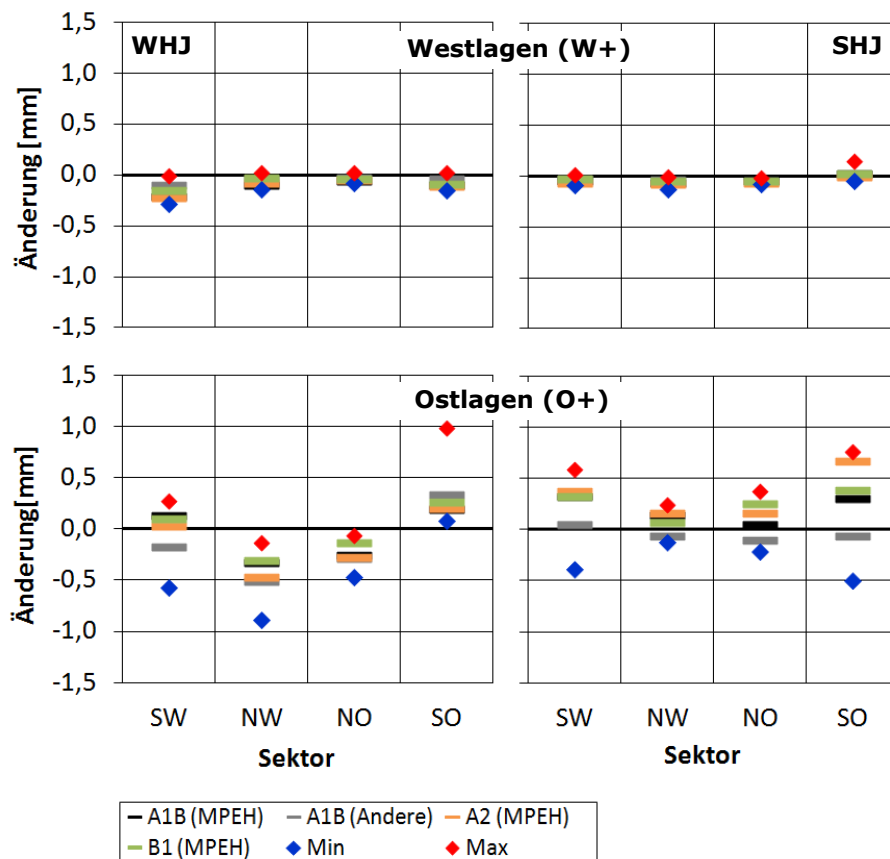 1,5
WHJ Westlagen (W+) SHJ
1,0
0,5
0,0
-0,5
-1,0
-1,5
Änderung [mm]
1,5
Ostlagen (O+)
1,0
0,5
0,0
-0,5
-1,0
-1,5
Änderung[mm]
SW NW NO SO SW NW NO SO
Sektor Sektor
A1B (MPEH) A1B (Andere) A2 (MPEH)
B1 (MPEH) Min Max